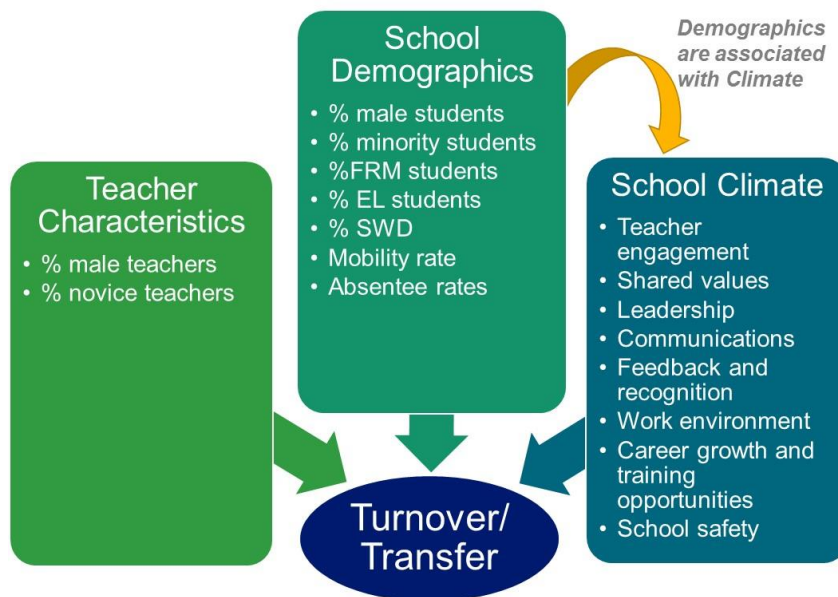 School
Demographics
• % male students
• % minority students
• %FRM students
• % EL students
• % SWD
• Mobility rate
• Absentee rates
Demographics
are associated
with Climate
Teacher
Characteristics
• % male teachers
• % novice teachers
School Climate
• Teacher
engagement
• Shared values
• Leadership
• Communications
• Feedback and
recognition
• Work environment
• Career growth and
training
opportunities
• School safety
Turnover/
Transfer